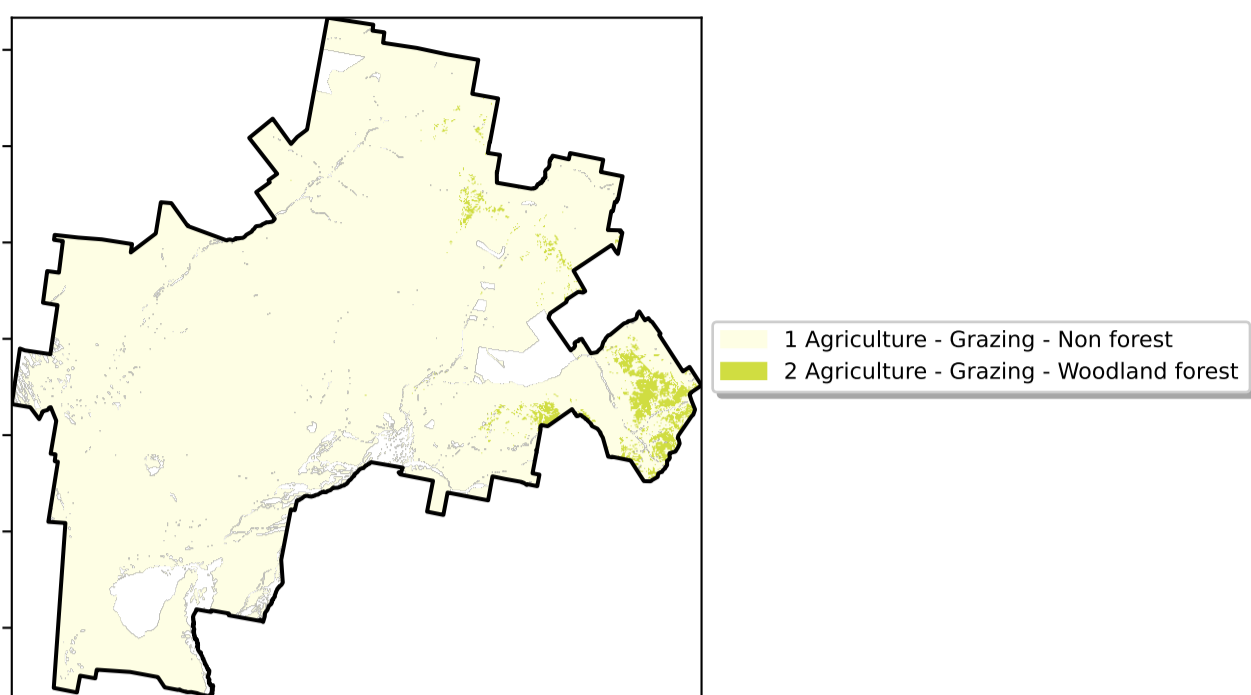 1 Agriculture - Grazing - Non forest
2 Agriculture - Grazing - Woodland forest